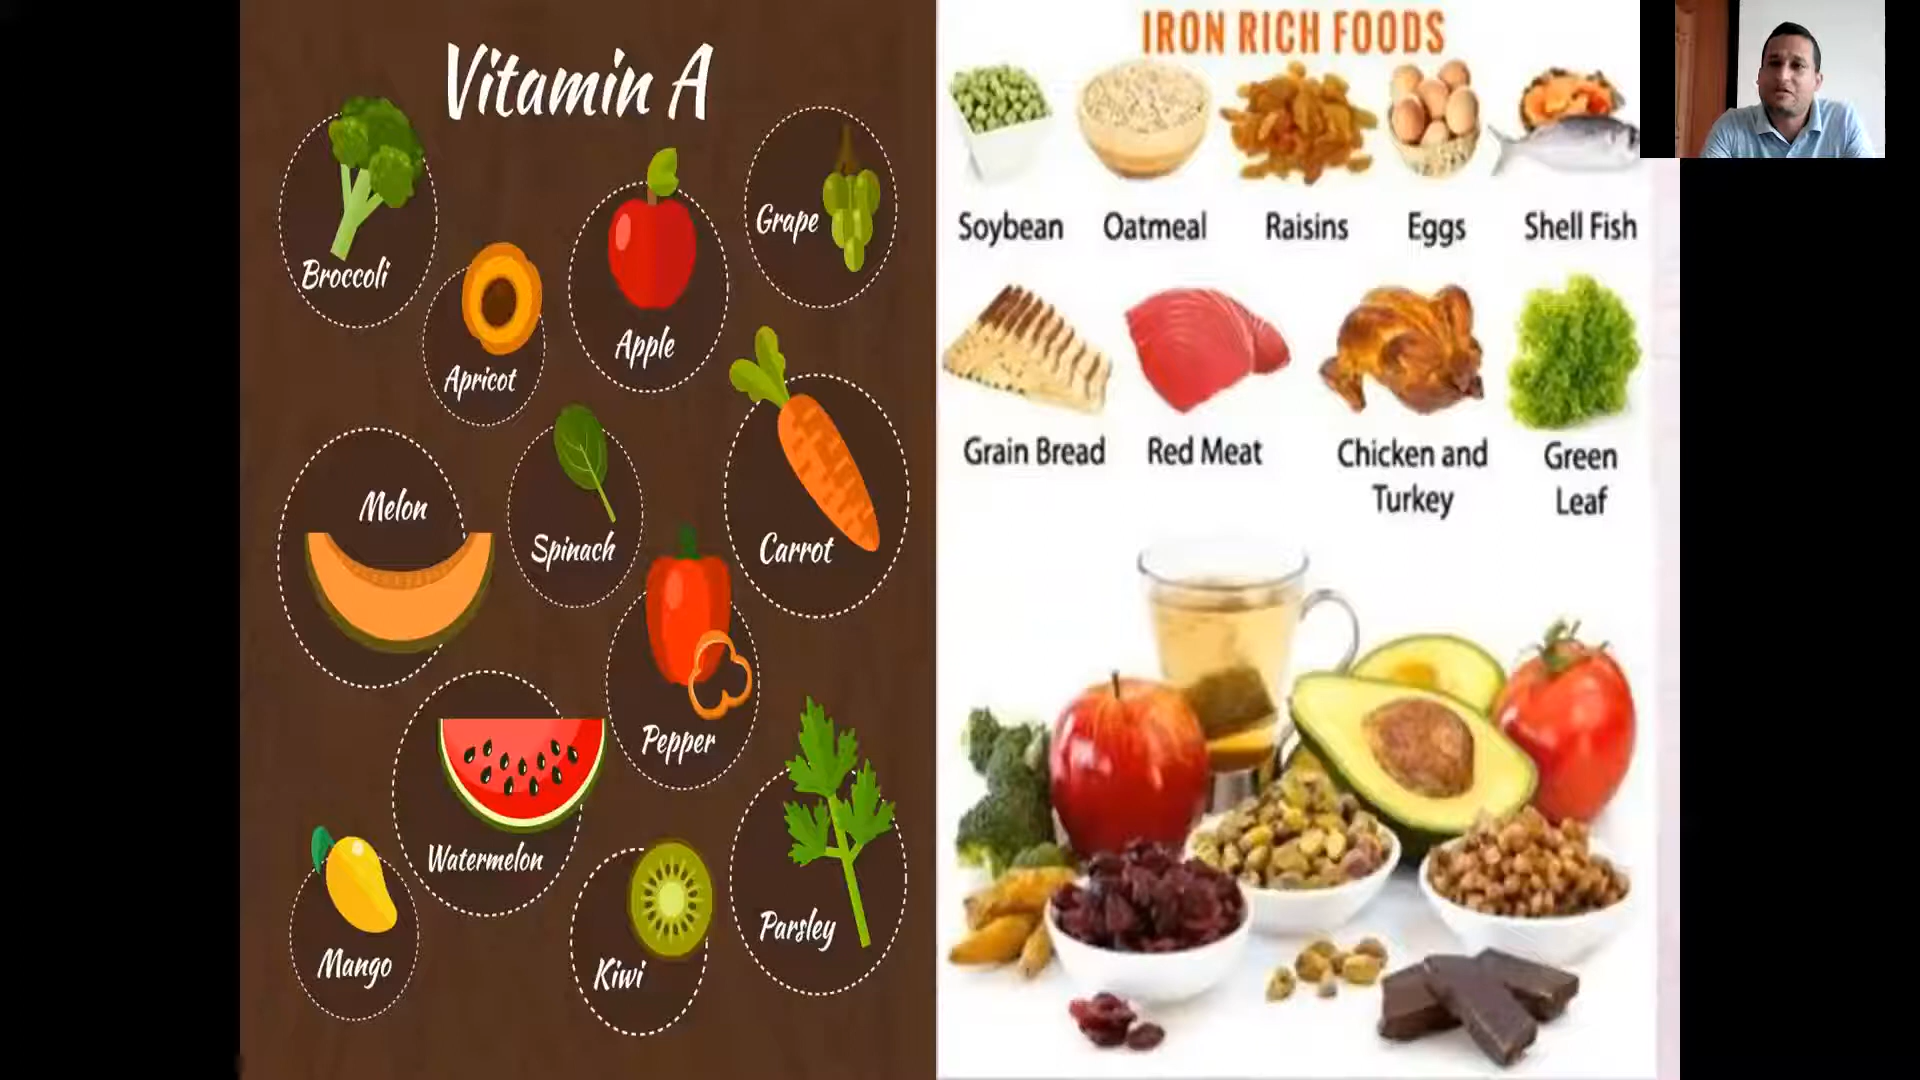 Vitamin A
Broccoli
Apricot
Apple
Grape
Melon
Spinach
Carrot
Pepper
Watermelon
Mango
Kiwi
Parsley
IRON RICH FOODS
Soybean
Oatmeal
Raisins
Eggs
Shell Fish
Grain Bread
Red Meat
Chicken and
Turkey
Green
Leaf